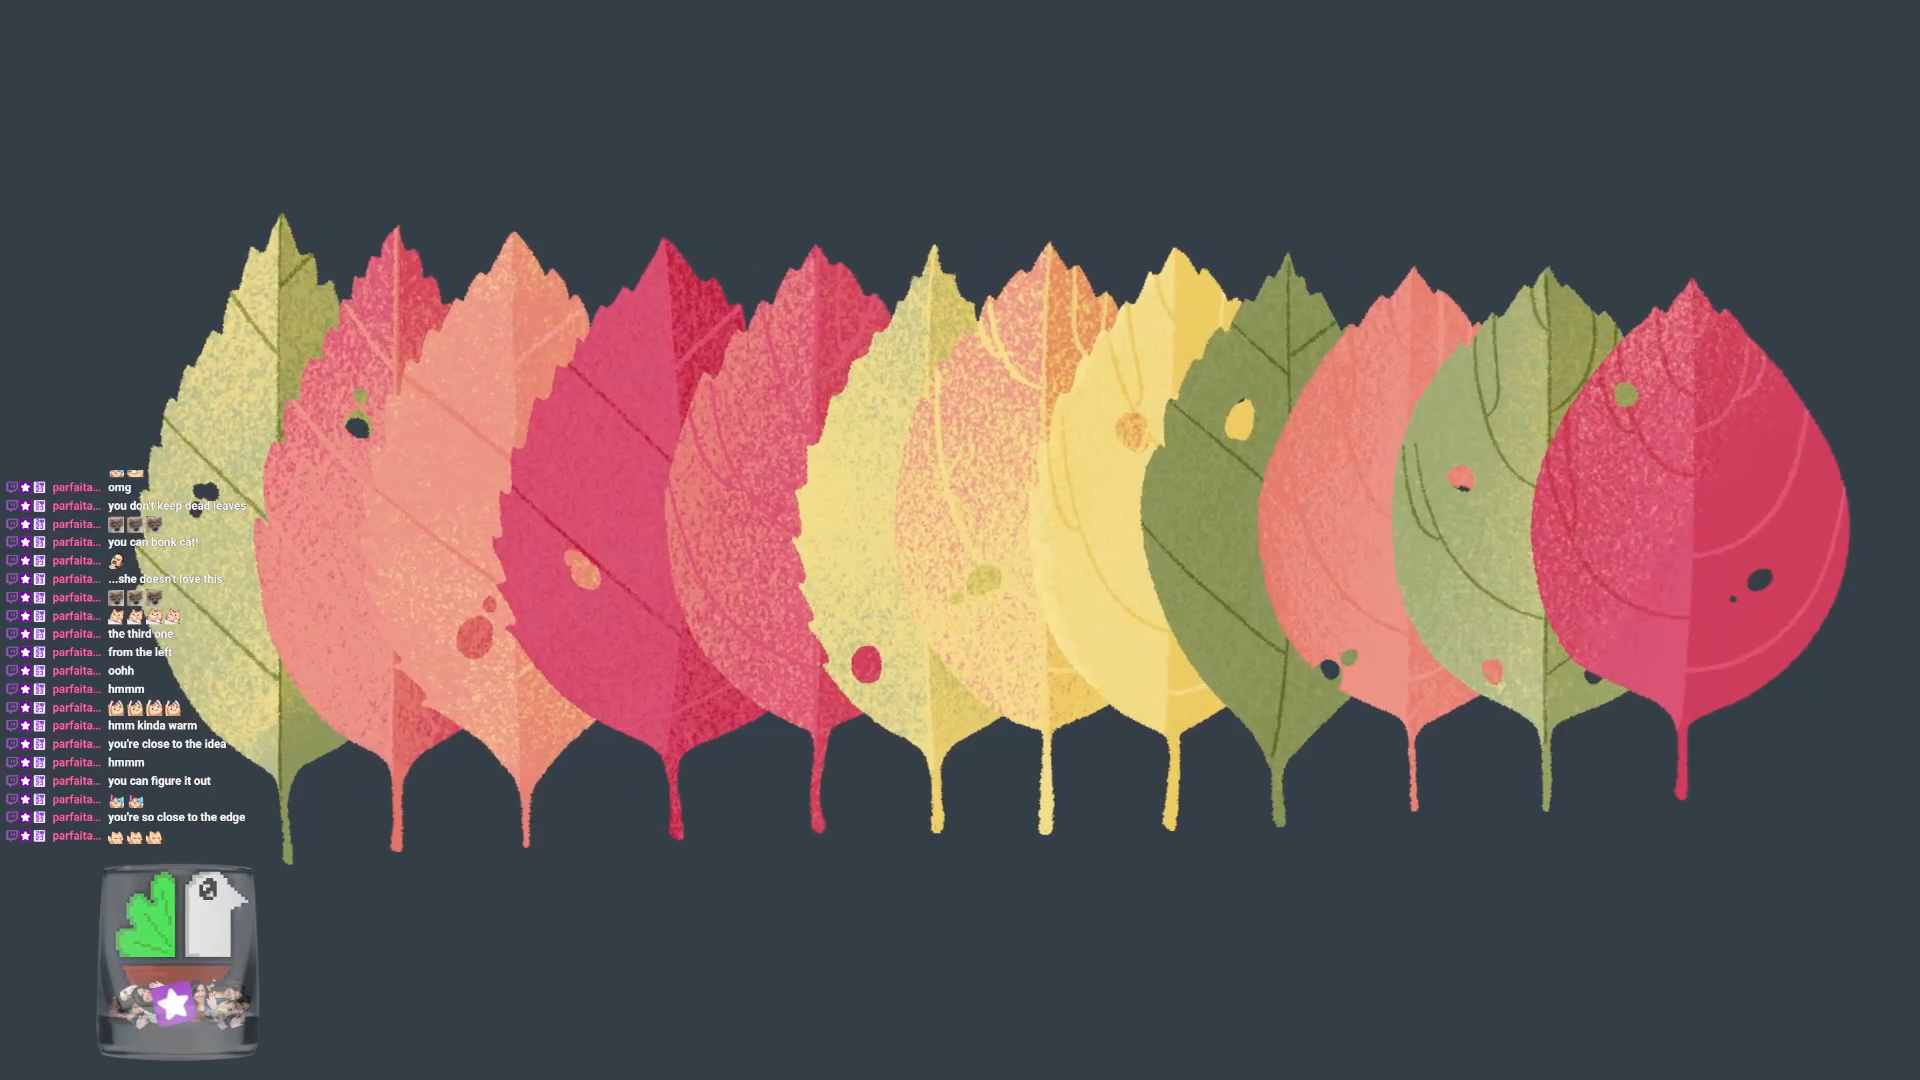 parfaita... omg
parfaita... you don't keep dead leaves
parfaita...
parfaita... you can bonk cat!
parfaita...
parfaita... ...she doesn't love this
parfaita...
parfaita...
parfaita... the third one
parfaita... from the left
parfaita... oohh
parfaita... hmmm
parfaita...
parfaita... hmm kinda warm
parfaita... you're close to the idea
parfaita... hmmm
parfaita... you can figure it out
parfaita...
parfaita... you're so close to the edge
parfaita...